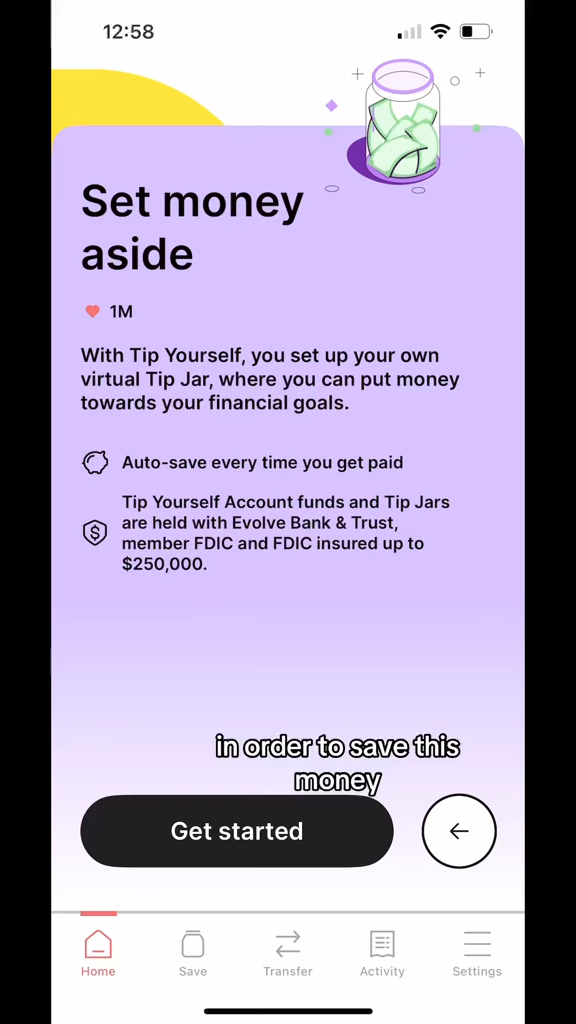 12:58
Set money
aside
1M
With Tip Yourself, you set up your own
virtual Tip Jar, where you can put money
towards your financial goals.
Auto-save every time you get paid
Tip Yourself Account funds and Tip Jars
are held with Evolve Bank & Trust,
member FDIC and FDIC insured up to
$250,000.
in order to save this
money
Get started
Home Save Transfer Activity Settings